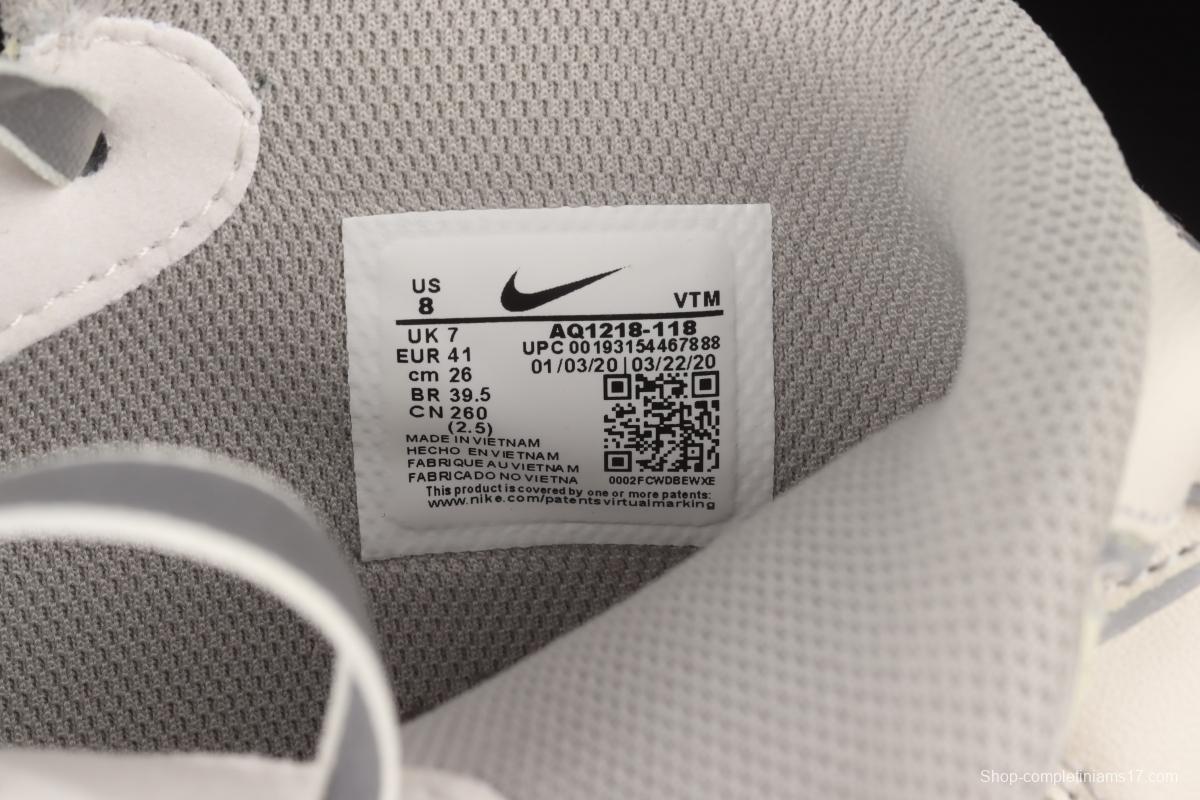 US
8
VTM
UK 7
EUR 41
cm 26
BR 39.5
CN 260
(2.5)
AQ1218-118
UPC 00193154467888
01/03/20 | 03/22/20
MADE IN VIETNAM
HECHO EN VIETNAM
FABRIQUE AU VIETNAM
FABRICADO NO VIETNA
0002FCWDBEWXE
This product is covered by one or more patents:
www.nike.com/patentsvirtualmarking
Shop-complefiniams17.com